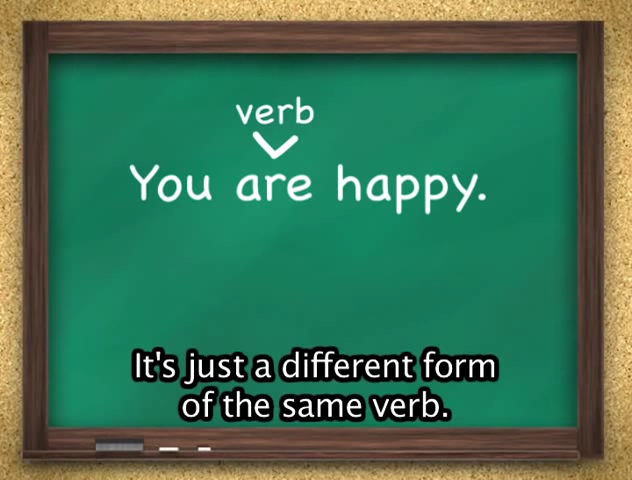 verb
You are happy.
It's just a different form
of the same verb.